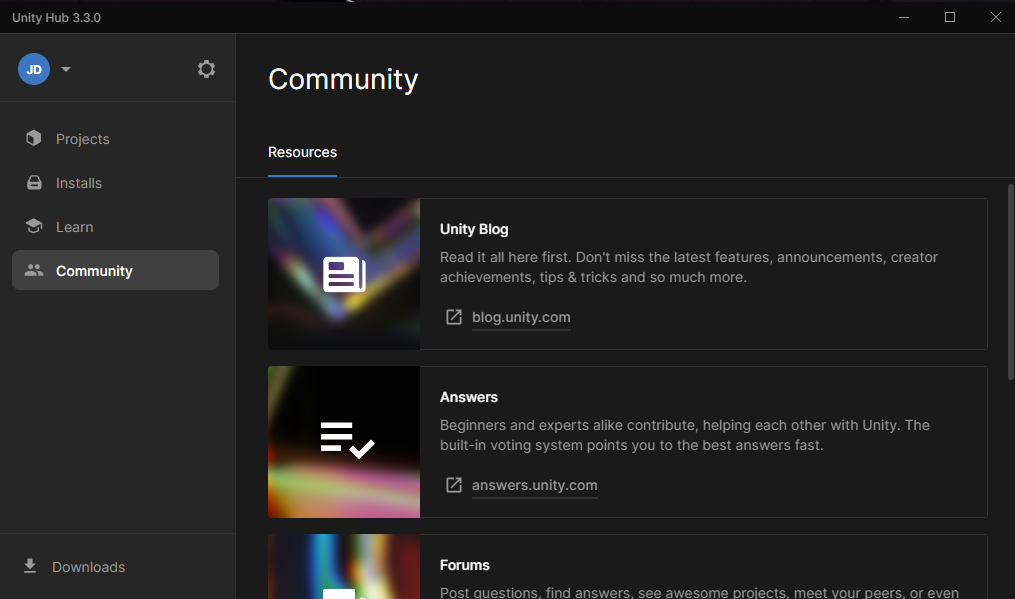 Unity Hub 3.3.0
JD
Projects
Installs
Learn
Community
Downloads
Community
Resources
Unity Blog
Read it all here first. Don't miss the latest features, announcements, creator
achievements, tips & tricks and so much more.
blog.unity.com
Answers
Beginners and experts alike contribute, helping each other with Unity. The
built-in voting system points you to the best answers fast.
answers.unity.com
Forums
Post questions, find answers, see awesome projects, meet your peers, or even